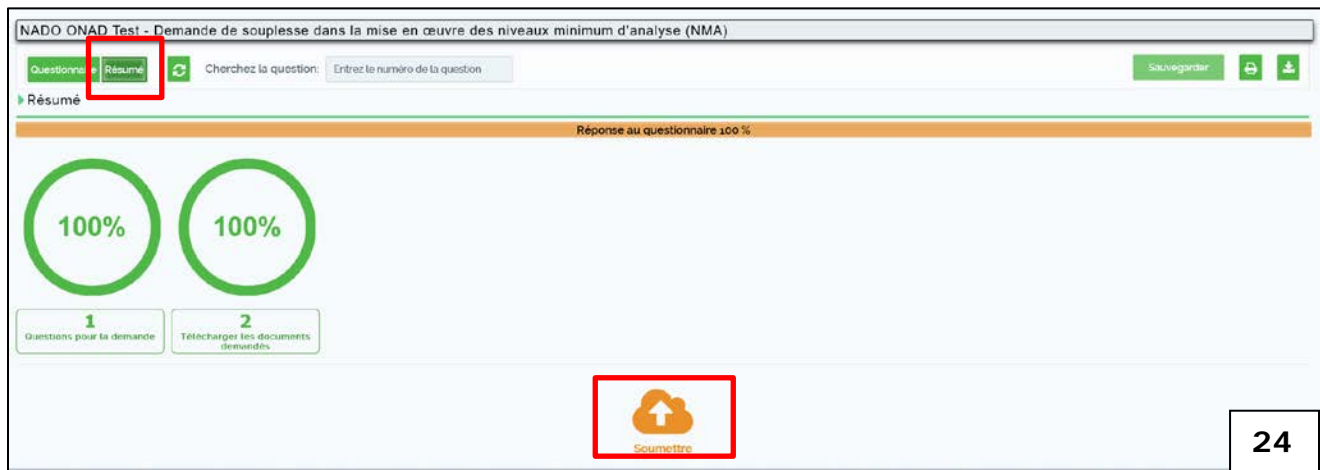 NADO ONAD Test - Demande de souplesse dans la mise en œuvre des niveaux minimum d'analyse (NMA)
Questionnaire Résumé Cherchez la question: Entrez le numéro de la question Sauvegarder
Résumé
Réponse au questionnaire 100 %
100% 100%
1 2
Questions pour la demande Télécharger les documents
demandés
Soumettre
24